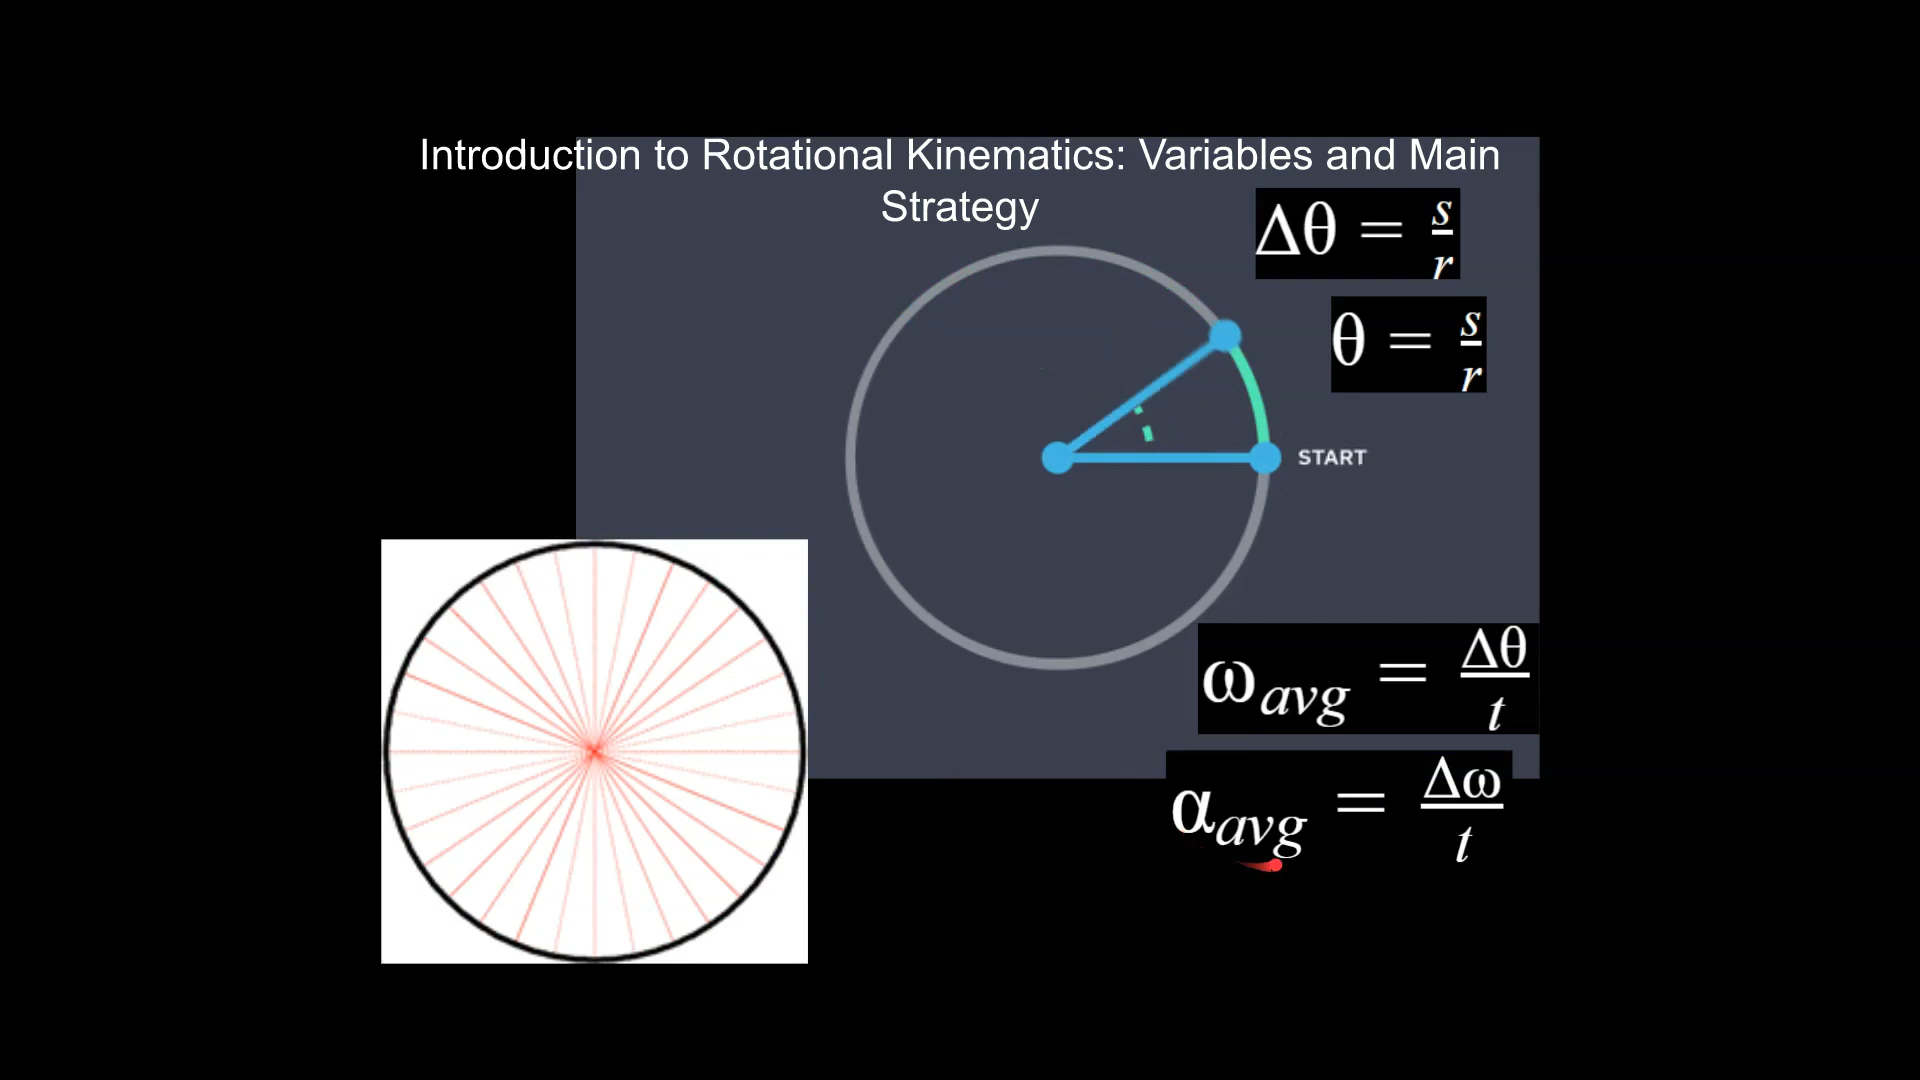 Introduction to Rotational Kinematics: Variables and Main
Strategy
Δθ = s/r
θ = s/r
START
ω_avg = Δθ/t
α_avg = Δω/t